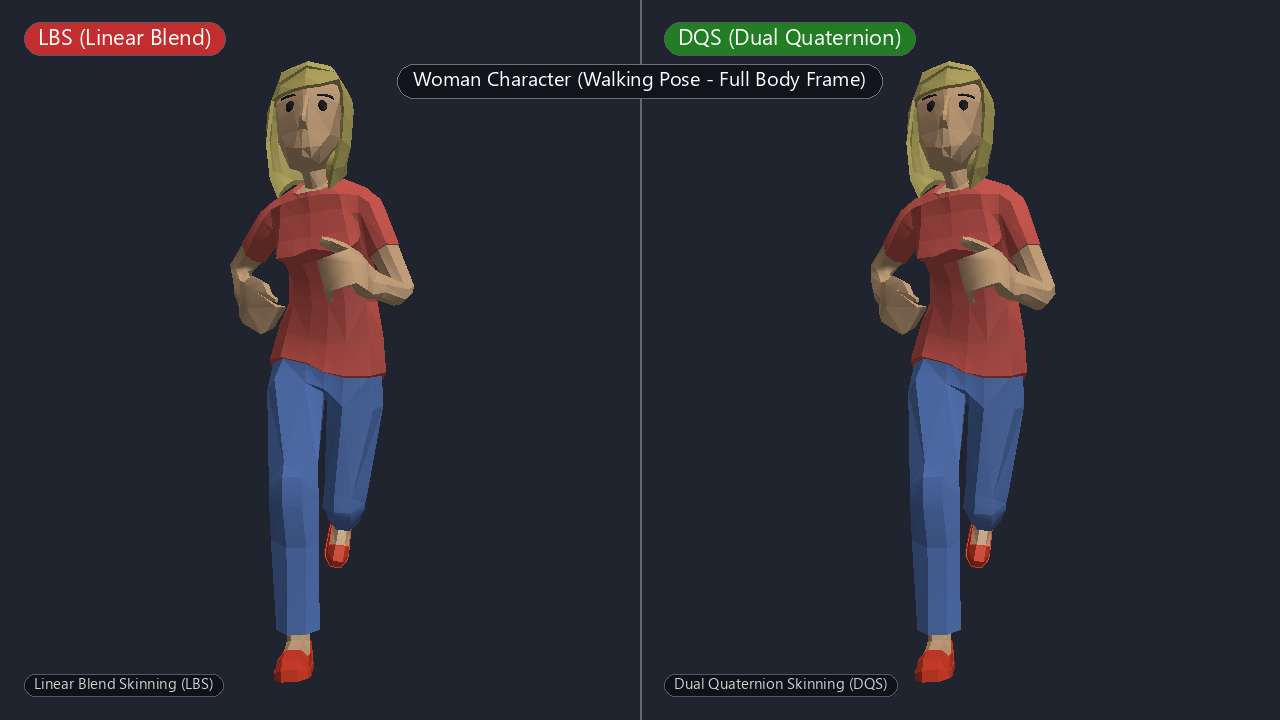 LBS (Linear Blend)
DQS (Dual Quaternion)
Woman Character (Walking Pose - Full Body Frame)
Linear Blend Skinning (LBS)
Dual Quaternion Skinning (DQS)